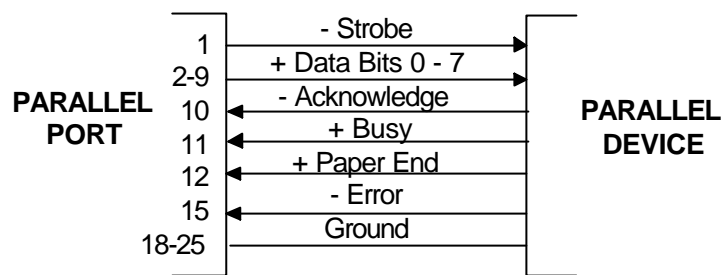 1 - Strobe
2-9 + Data Bits 0 - 7
PARALLEL
PORT
10 - Acknowledge
11 + Busy
12 + Paper End
15 - Error
18-25 Ground
PARALLEL
DEVICE